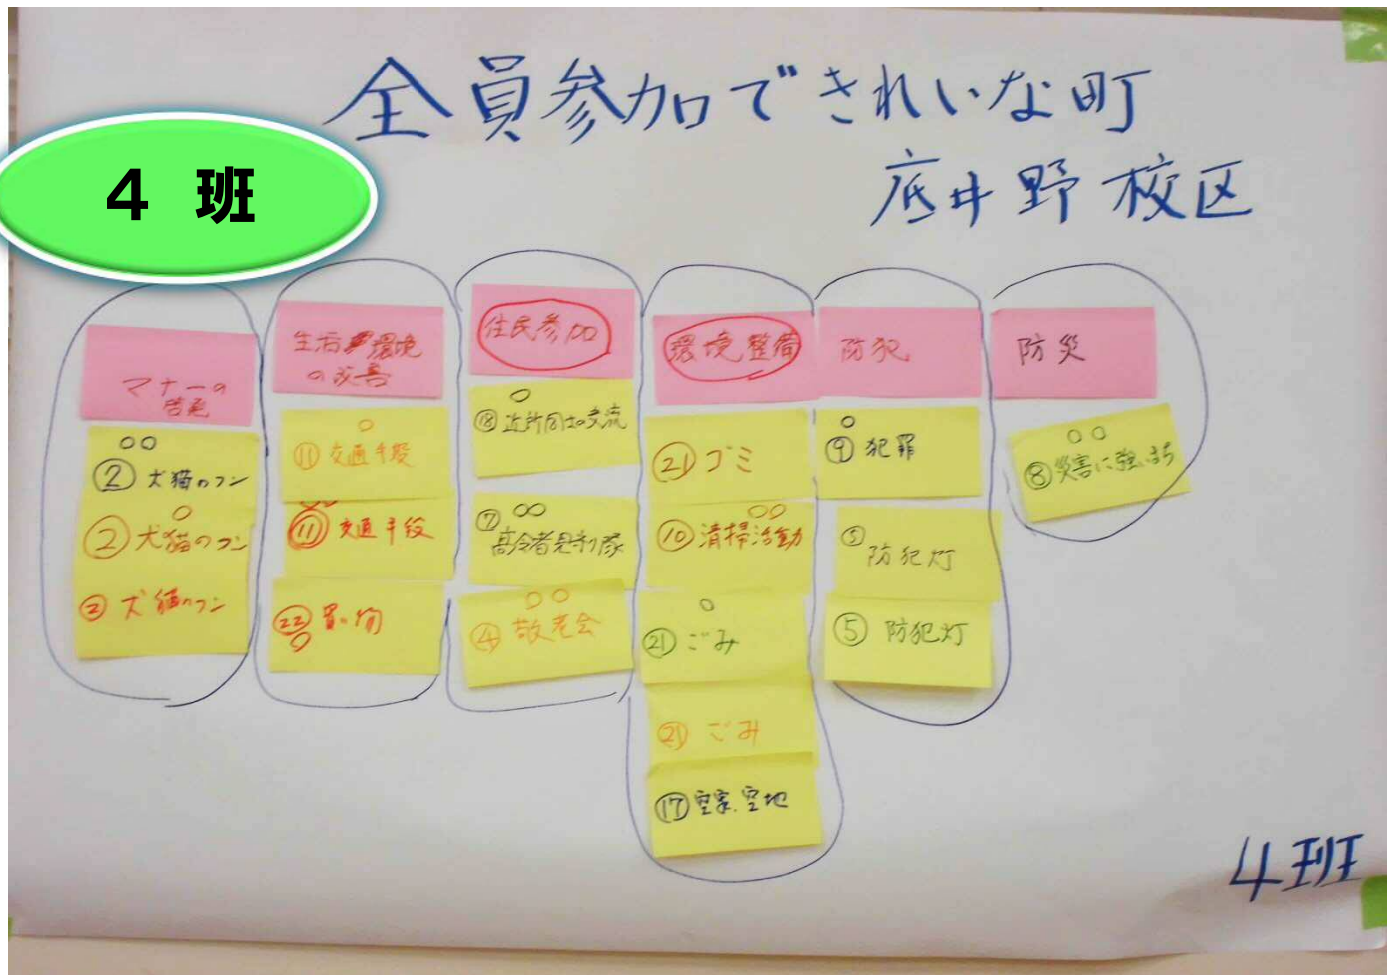 全員参加できれいな町
底井野校区
4 班
マナーの
啓発
○○
② 犬猫のフン
○
② 犬猫のフン
② 犬猫のフン
生活環境
の改善
○
⑪ 交通手段
⑪ 交通手段
㉒ 買い物
○
住民参加
○
⑱ 近所同士の交流
○○
⑦ 高令者見守り隊
○○
④ 敬老会
環境整備
㉑ ゴミ
○○
⑩ 清掃活動
○
㉑ ごみ
㉑ ごみ
⑰ 空家、空地
防犯
○
⑨ 犯罪
⑤ 防犯灯
⑤ 防犯灯
防災
○○
⑧ 災害に強いまち
4班